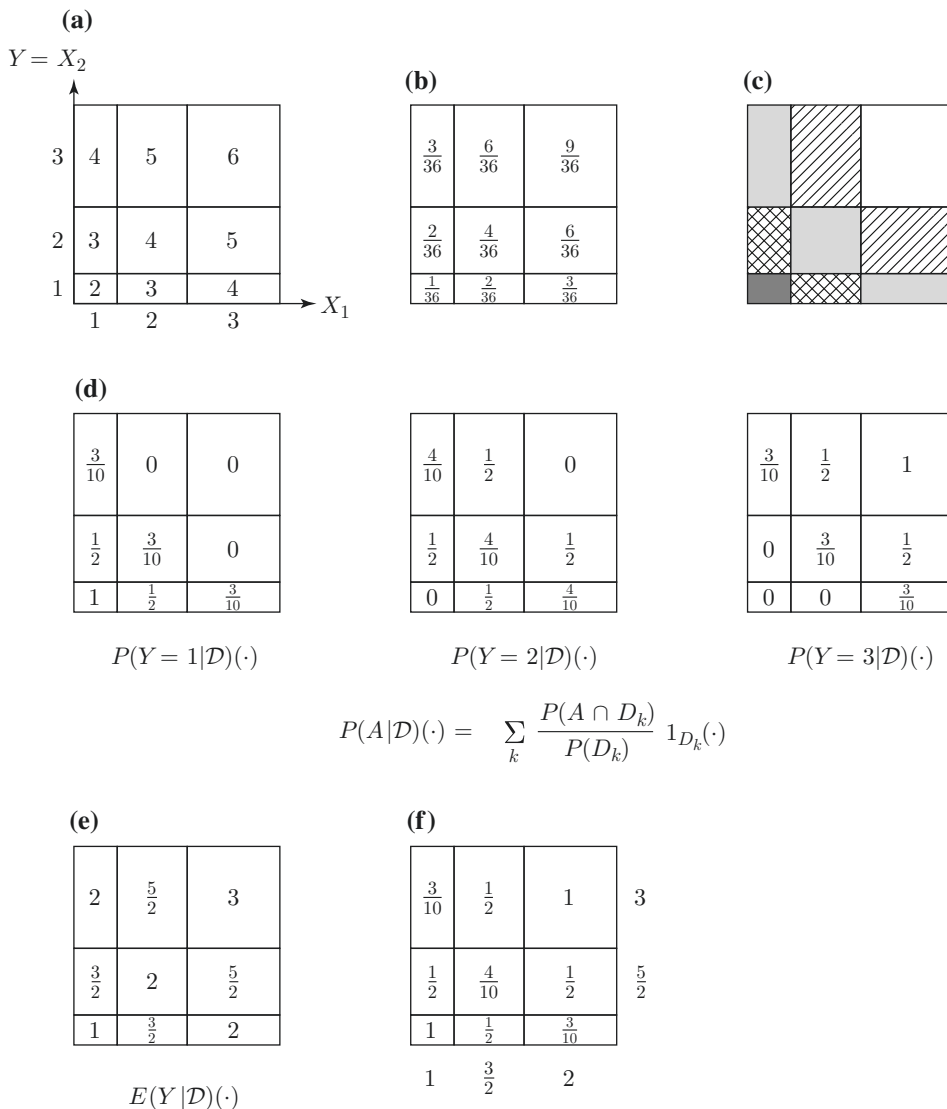 (a)
Y = X₂
(b)
(c)
3 4 5 6
3/36 6/36 9/36
2 3 4 5
2/36 4/36 6/36
1 2 3 4
1/36 2/36 3/36
X₁
1 2 3
(d)
3/10 0 0
4/10 1/2 0
3/10 1/2 1
1/2 3/10 0
1/2 4/10 1/2
0 3/10 1/2
1 1/2 3/10
0 1/2 4/10
0 0 3/10
P(Y = 1|𝒟)(·)
P(Y = 2|𝒟)(·)
P(Y = 3|𝒟)(·)
P(A|𝒟)(·) = ∑ₖ P(A ∩ Dₖ)/P(Dₖ) 1_{Dₖ}(·)
(e)
(f)
2 5/2 3
3/10 1/2 1 3
3/2 2 5/2
1/2 4/10 1/2 5/2
1 3/2 2
1 1/2 3/10
1 3/2 2
E(Y|𝒟)(·)